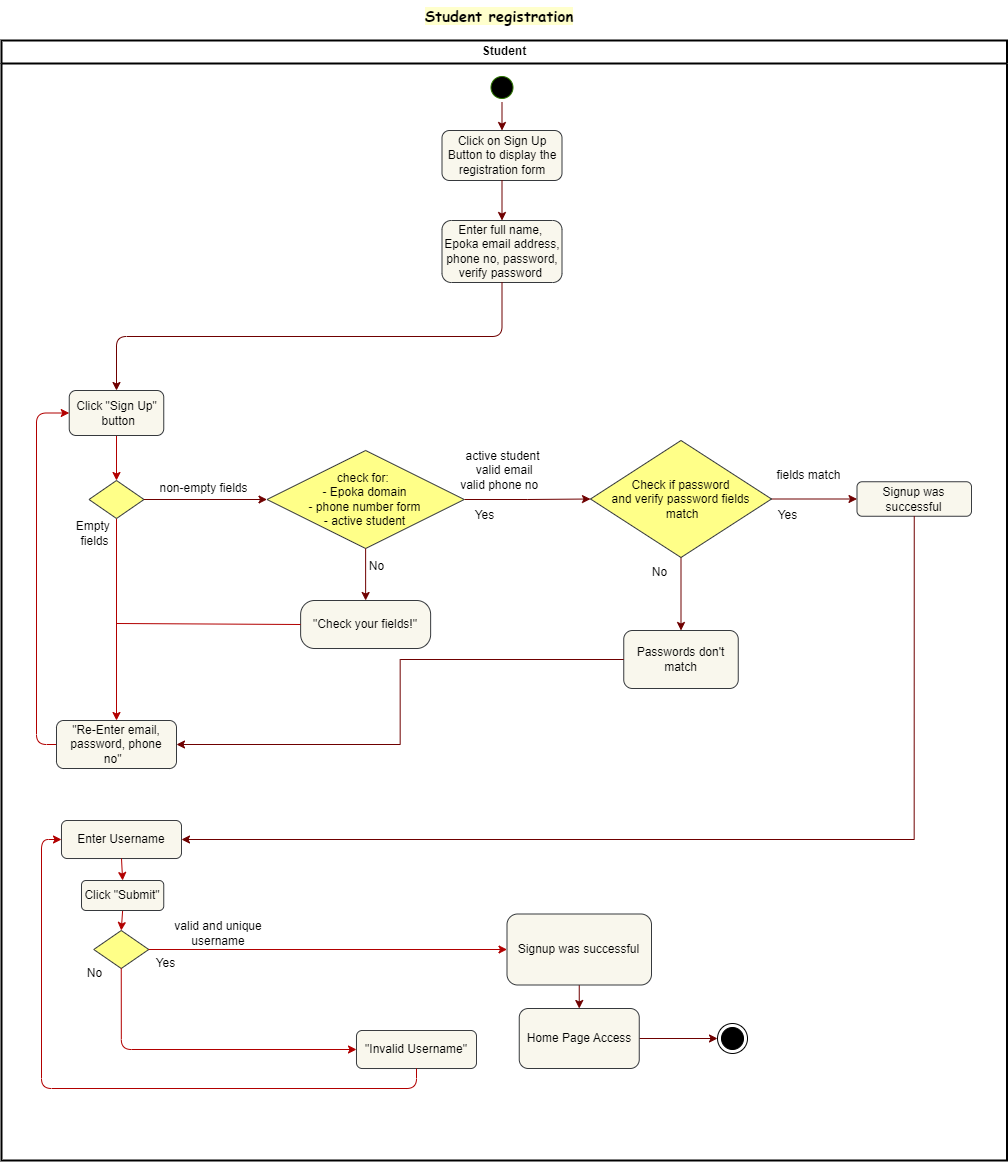 Student registration
Student
Click on Sign Up
Button to display the
registration form
Enter full name,
Epoka email address,
phone no, password,
verify password
Click "Sign Up"
button
non-empty fields
Empty
fields
check for:
- Epoka domain
- phone number form
- active student
active student
valid email
valid phone no
Yes
No
Check if password
and verify password fields
match
fields match
Yes
No
Signup was
successful
"Check your fields!"
Passwords don't
match
"Re-Enter email,
password, phone
no"
Enter Username
Click "Submit"
valid and unique
username
Yes
No
Signup was successful
Home Page Access
"Invalid Username"